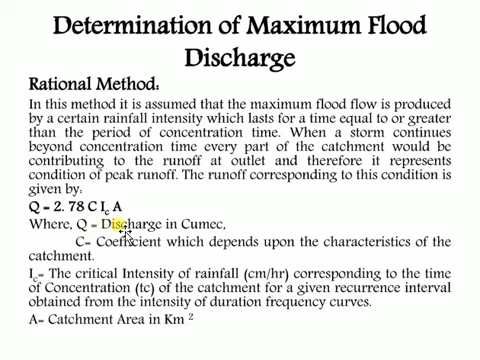 Determination of Maximum Flood
Discharge
Rational Method:
In this method it is assumed that the maximum flood flow is produced
by a certain rainfall intensity which lasts for a time equal to or greater
than the period of concentration time. When a storm continues
beyond concentration time every part of the catchment would be
contributing to the runoff at outlet and therefore it represents
condition of peak runoff. The runoff corresponding to this condition is
given by:
Q = 2. 78 C Ic A
Where, Q = Discharge in Cumec,
C= Coefficient which depends upon the characteristics of the
catchment.
Ic= The critical Intensity of rainfall (cm/hr) corresponding to the time
of Concentration (tc) of the catchment for a given recurrence interval
obtained from the intensity of duration frequency curves.
A= Catchment Area in Km 2